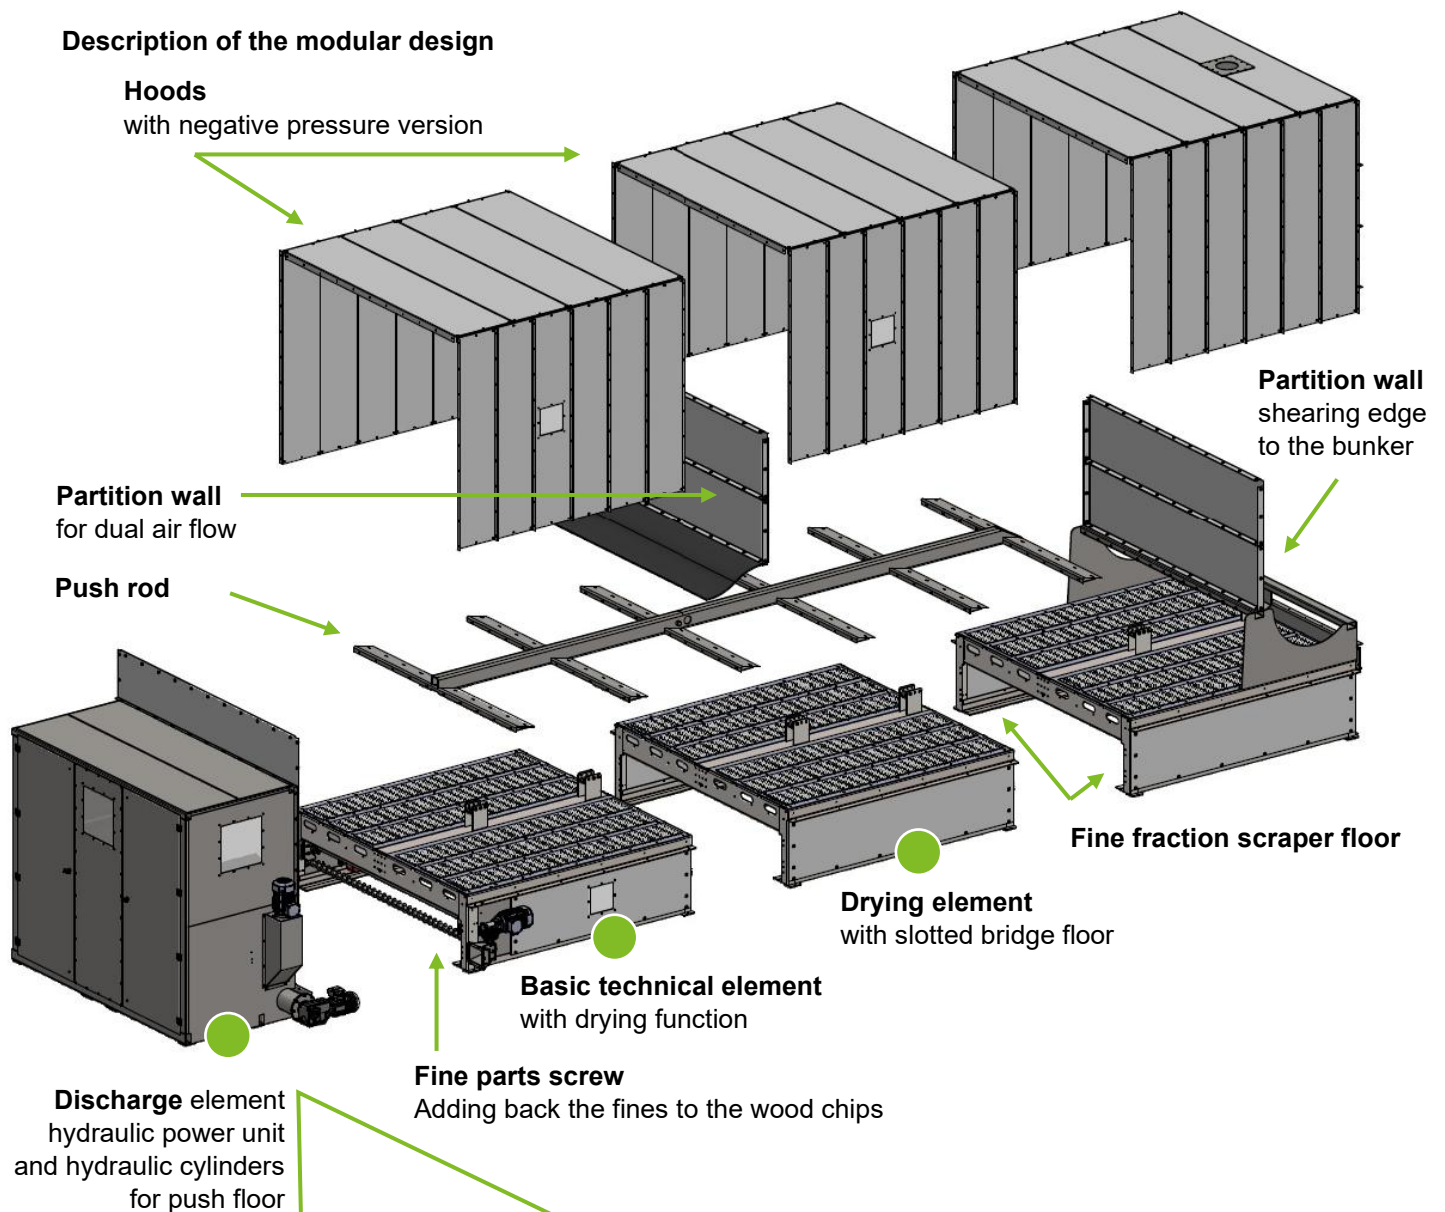 Description of the modular design
Hoods
with negative pressure version
Partition wall
shearing edge
to the bunker
Partition wall
for dual air flow
Push rod
Fine fraction scraper floor
Drying element
with slotted bridge floor
Basic technical element
with drying function
Fine parts screw
Adding back the fines to the wood chips
Discharge element
hydraulic power unit
and hydraulic cylinders
for push floor